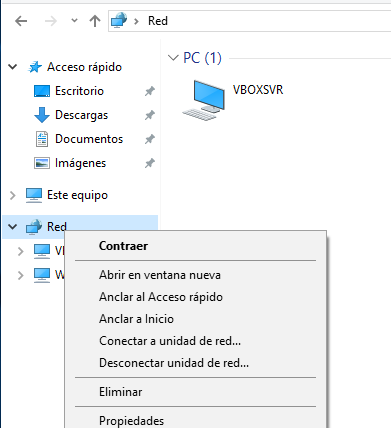 Red
PC (1)
VBOXSVR
Acceso rápido
Escritorio
Descargas
Documentos
Imágenes
Este equipo
Red
Contraer
Abrir en ventana nueva
Anclar al Acceso rápido
Anclar a Inicio
Conectar a unidad de red...
Desconectar unidad de red...
Eliminar
Propiedades